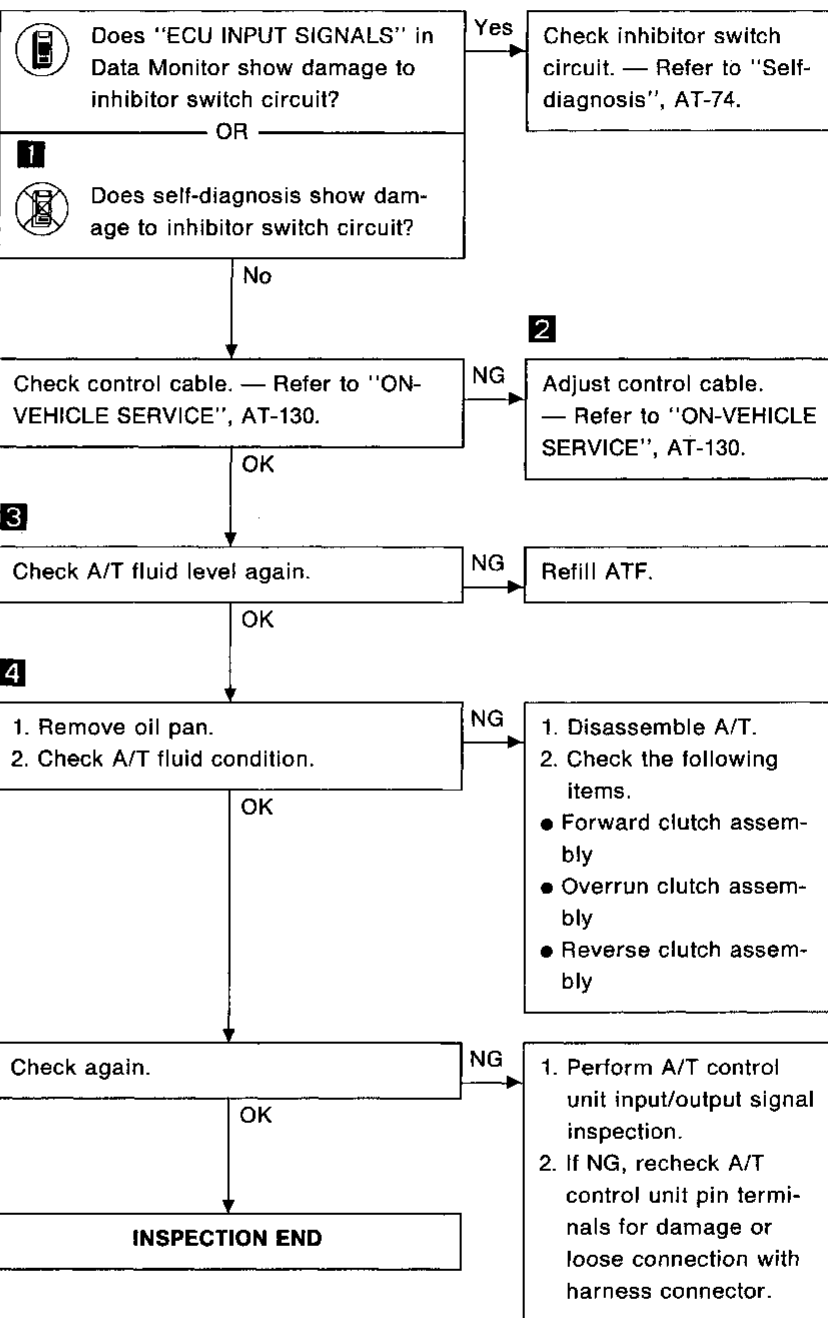 Does "ECU INPUT SIGNALS" in
Data Monitor show damage to
inhibitor switch circuit?
OR
1
Does self-diagnosis show dam-
age to inhibitor switch circuit?
Yes
Check inhibitor switch
circuit. — Refer to "Self-
diagnosis", AT-74.
No
Check control cable. — Refer to "ON-
VEHICLE SERVICE", AT-130.
NG
2
Adjust control cable.
— Refer to "ON-VEHICLE
SERVICE", AT-130.
OK
3
Check A/T fluid level again.
NG
Refill ATF.
OK
4
1. Remove oil pan.
2. Check A/T fluid condition.
NG
1. Disassemble A/T.
2. Check the following
items.
● Forward clutch assem-
bly
● Overrun clutch assem-
bly
● Reverse clutch assem-
bly
OK
Check again.
NG
1. Perform A/T control
unit input/output signal
inspection.
2. If NG, recheck A/T
control unit pin termi-
nals for damage or
loose connection with
harness connector.
OK
INSPECTION END